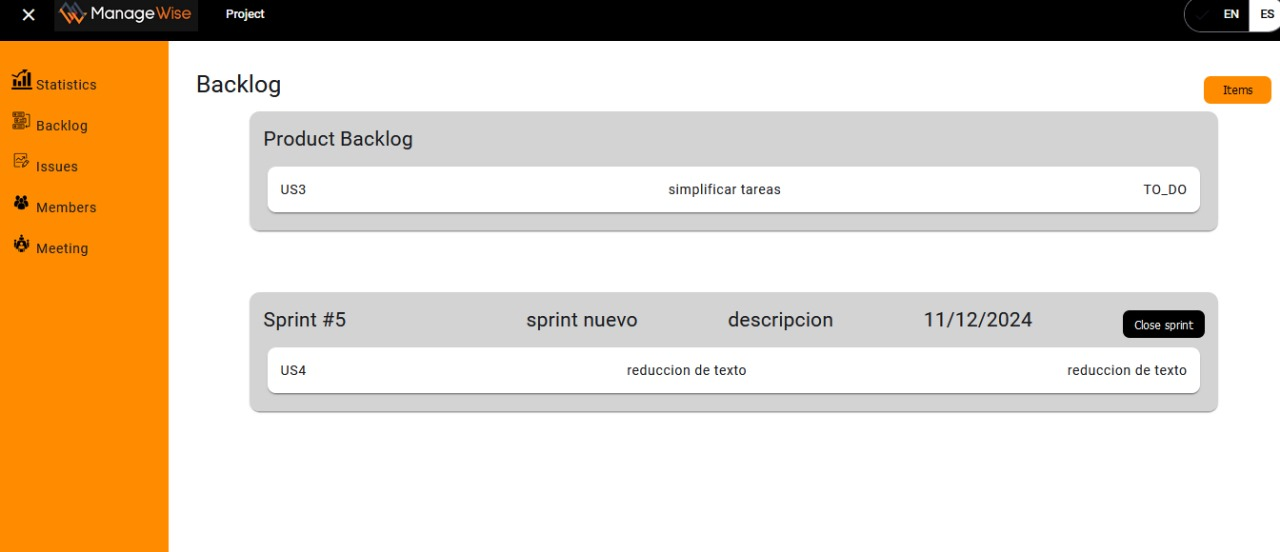 ✕ ManageWise Project EN ES
Statistics
Backlog
Issues
Members
Meeting
Backlog
Items
Product Backlog
US3 simplificar tareas TO_DO
Sprint #5 sprint nuevo descripcion 11/12/2024 Close sprint
US4 reduccion de texto reduccion de texto